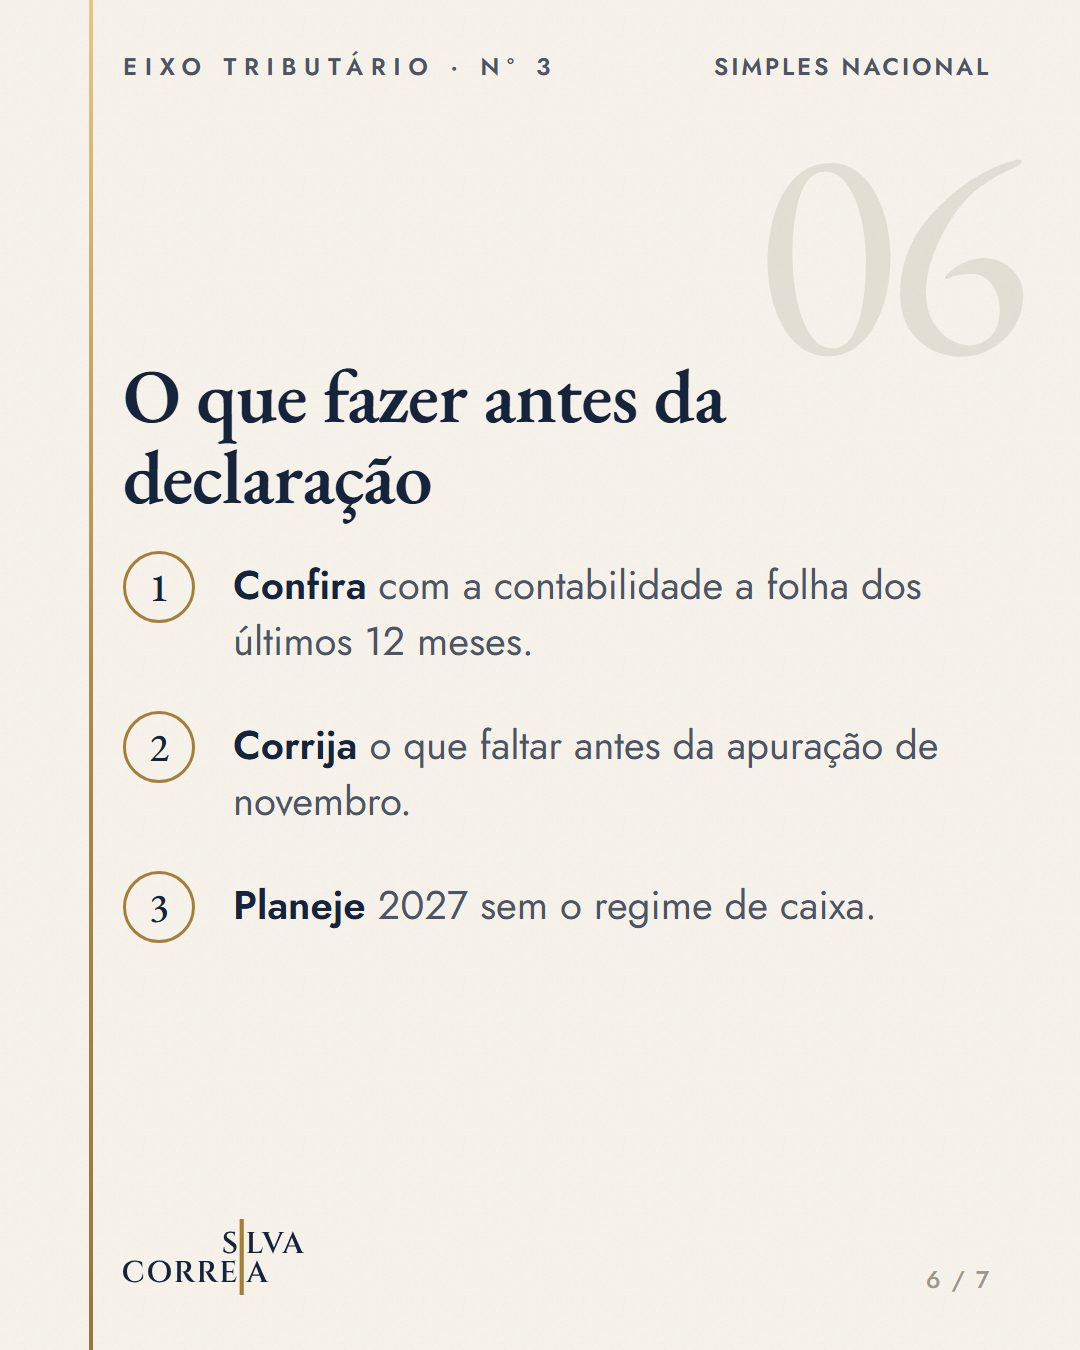 EIXO TRIBUTÁRIO · N° 3
SIMPLES NACIONAL
06
O que fazer antes da
declaração
1
Confira com a contabilidade a folha dos
últimos 12 meses.
2
Corrija o que faltar antes da apuração de
novembro.
3
Planeje 2027 sem o regime de caixa.
SILVA
CORREIA
6 / 7